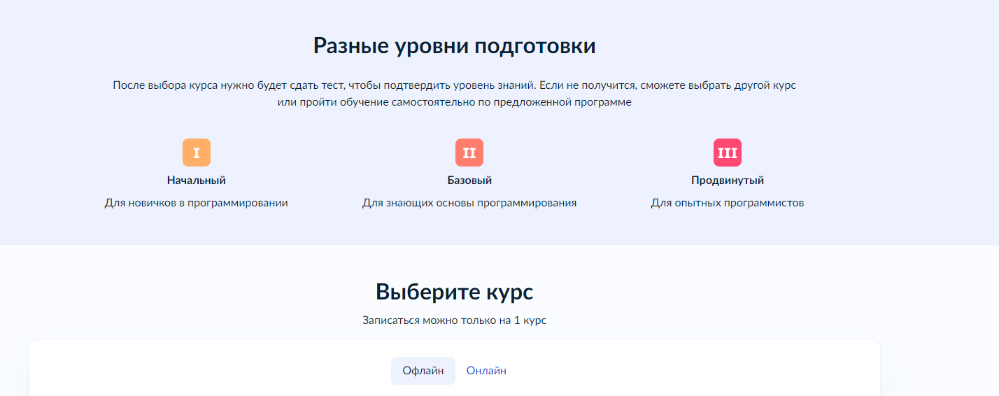 Разные уровни подготовки
После выбора курса нужно будет сдать тест, чтобы подтвердить уровень знаний. Если не получится, сможете выбрать другой курс
или пройти обучение самостоятельно по предложенной программе
I
Начальный
Для новичков в программировании
II
Базовый
Для знающих основы программирования
III
Продвинутый
Для опытных программистов
Выберите курс
Записаться можно только на 1 курс
Офлайн
Онлайн